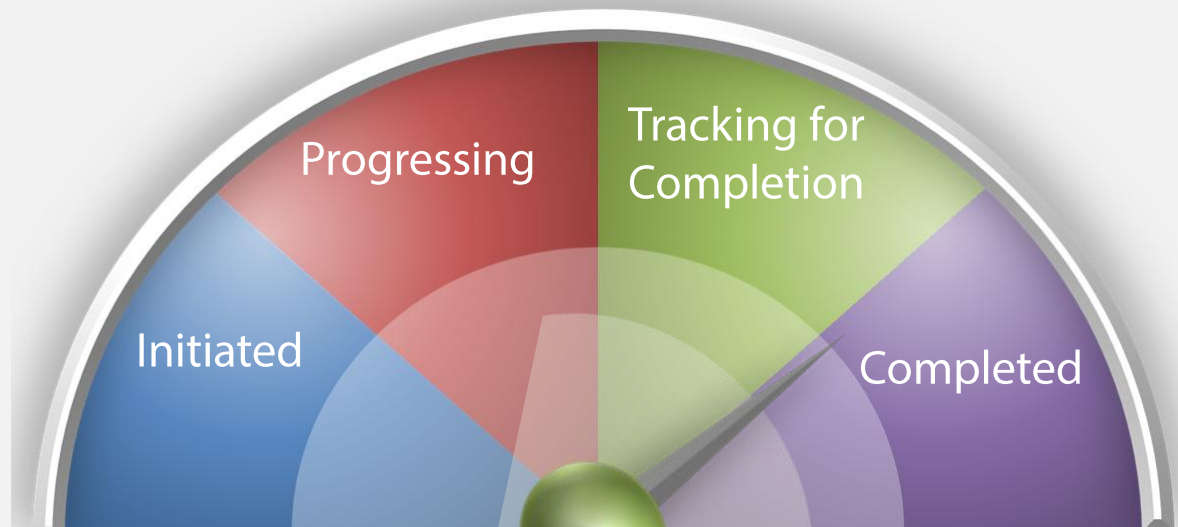 Initiated
Progressing
Tracking for
Completion
Completed